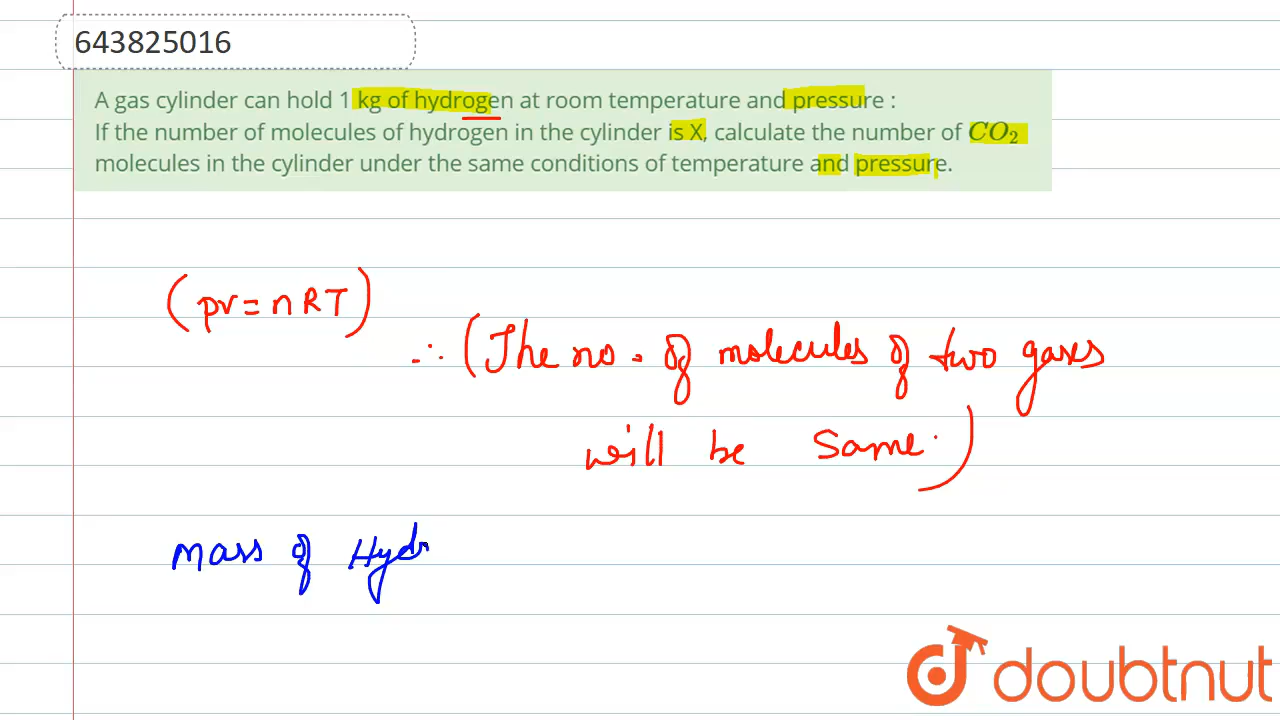 643825016
A gas cylinder can hold 1 kg of hydrogen at room temperature and pressure :
If the number of molecules of hydrogen in the cylinder is X, calculate the number of CO₂
molecules in the cylinder under the same conditions of temperature and pressure.
(PV = nRT)
∴ (The no. of molecules of two gases
will be same.)
Mass of Hyd
doubtnut